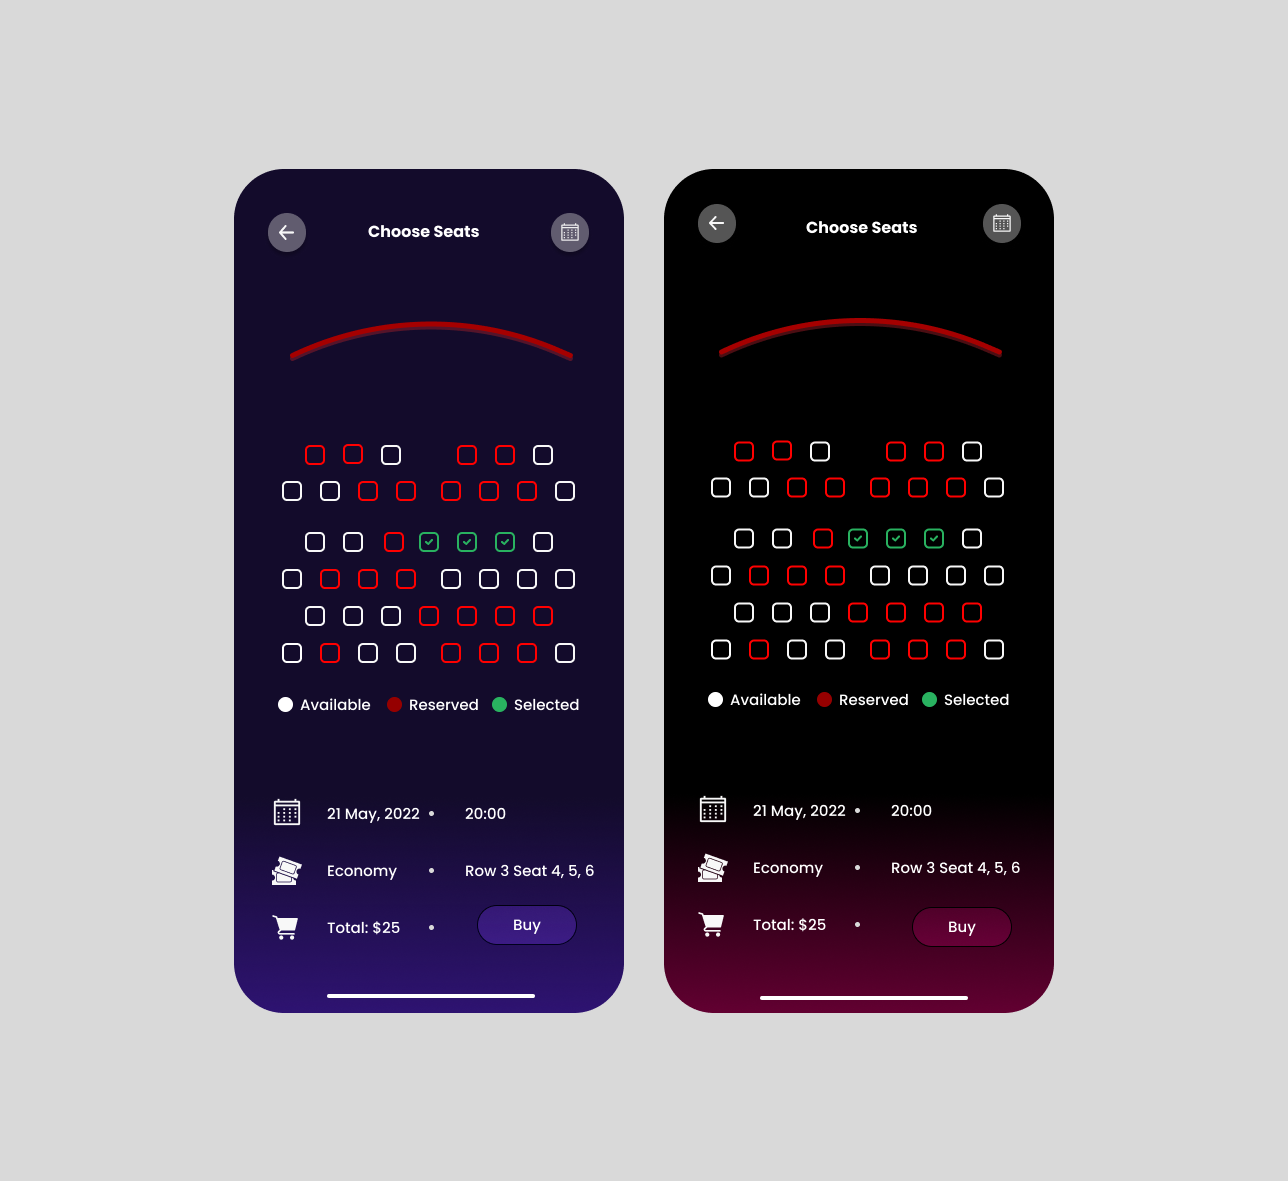 Choose Seats
Available Reserved Selected
21 May, 2022 • 20:00
Economy • Row 3 Seat 4, 5, 6
Total: $25 • Buy
Choose Seats
Available Reserved Selected
21 May, 2022 • 20:00
Economy • Row 3 Seat 4, 5, 6
Total: $25 • Buy